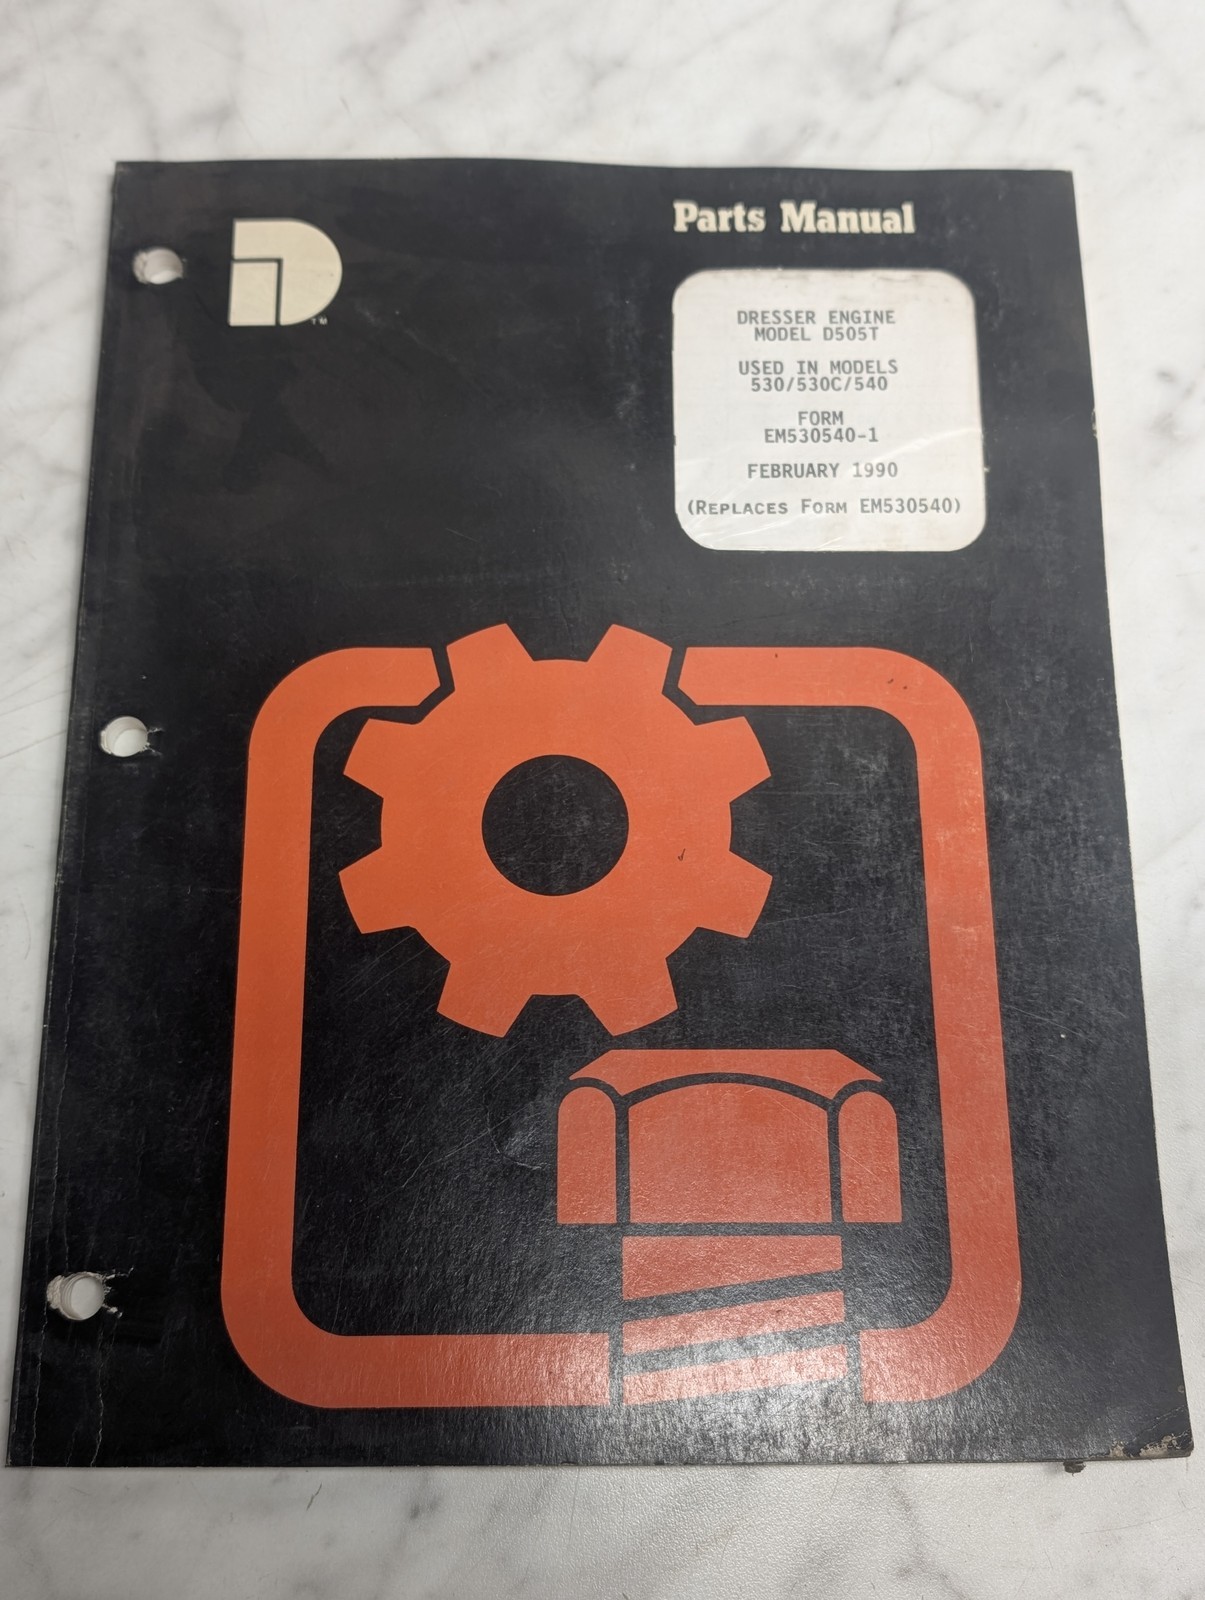 Parts Manual
TM
DRESSER ENGINE
MODEL D505T
USED IN MODELS
530/530C/540
FORM
EM530540-1
FEBRUARY 1990
(REPLACES FORM EM530540)